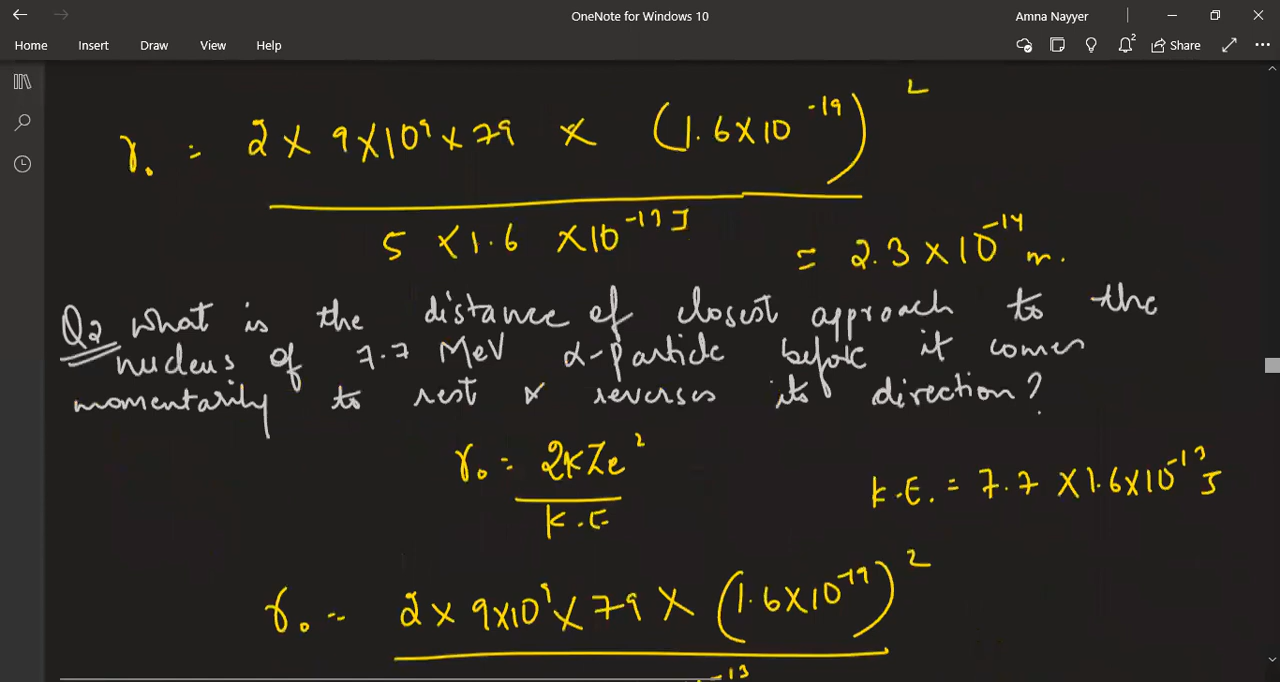 OneNote for Windows 10
Amna Nayyer
Home Insert Draw View Help
2
Share
r₀ = 2 × 9×10⁹ × 79 × (1.6×10⁻¹⁹)²
5 × 1.6 ×10⁻¹³ J
= 2.3 × 10⁻¹⁴ m.
Q2 What is the distance of closest approach to the
nucleus of 7.7 MeV α-particle before it comes
momentarily to rest & reverses its direction?
r₀ = 2KZe²
K.E
K.E. = 7.7 × 1.6×10⁻¹³ J
r₀ = 2 × 9×10⁹ × 79 × (1.6×10⁻¹⁹)²
-13